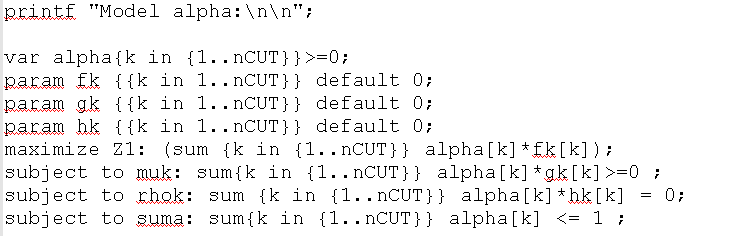 printf "Model alpha:\n\n";
var alpha{k in {1..nCUT}}>=0;
param fk {{k in 1..nCUT}} default 0;
param gk {{k in 1..nCUT}} default 0;
param hk {{k in 1..nCUT}} default 0;
maximize Z1: (sum {k in {1..nCUT}} alpha[k]*fk[k]);
subject to muk: sum{k in {1..nCUT}} alpha[k]*gk[k]>=0 ;
subject to rhok: sum {k in {1..nCUT}} alpha[k]*hk[k] = 0;
subject to suma: sum{k in {1..nCUT}} alpha[k] <= 1 ;